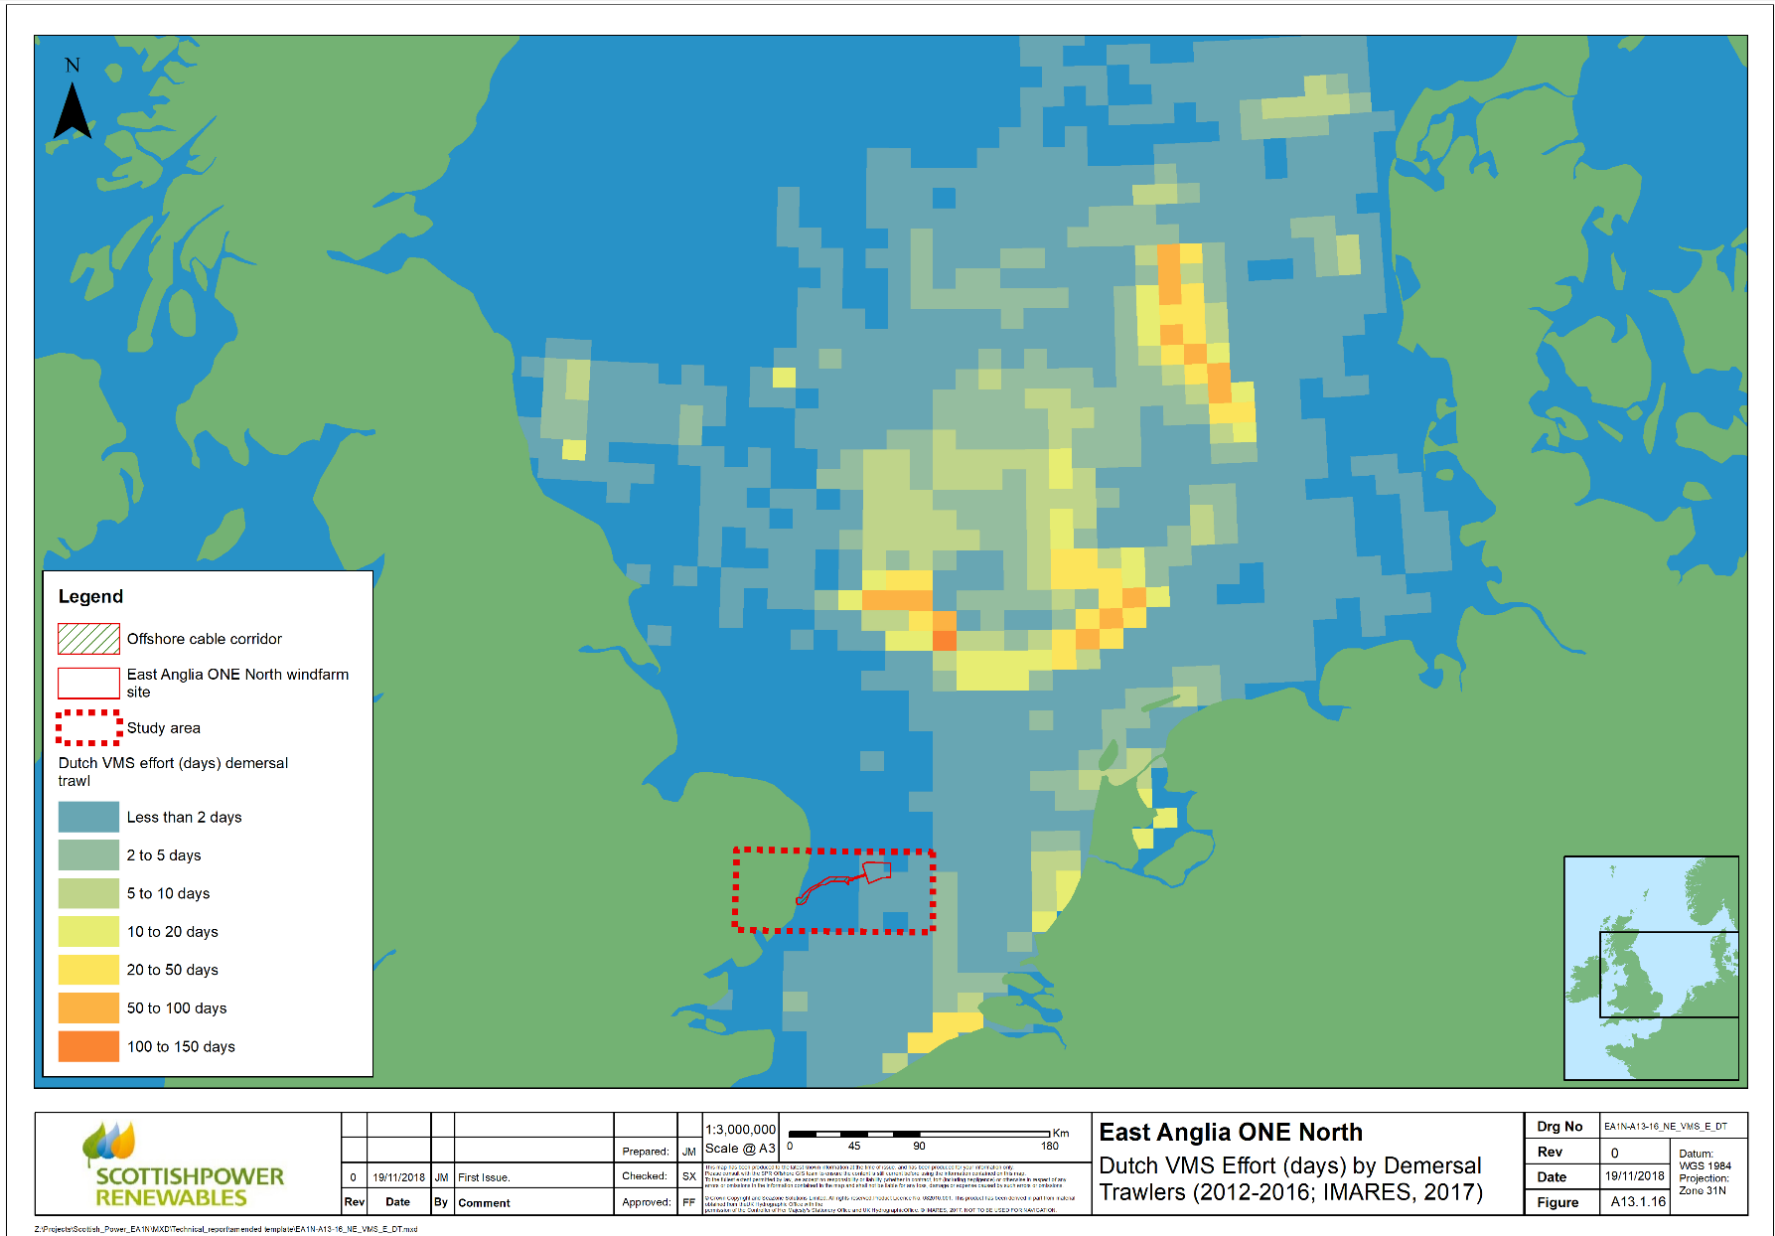 N
Legend
Offshore cable corridor
East Anglia ONE North windfarm
site
Study area
Dutch VMS effort (days) demersal
trawl
Less than 2 days
2 to 5 days
5 to 10 days
10 to 20 days
20 to 50 days
50 to 100 days
100 to 150 days
SCOTTISHPOWER
RENEWABLES
0 19/11/2018 JM First Issue.
Rev Date By Comment
Prepared: JM
Checked: SX
Approved: FF
1:3,000,000
Scale @ A3
Km
0 45 90 180
East Anglia ONE North
Dutch VMS Effort (days) by Demersal
Trawlers (2012-2016; IMARES, 2017)
Drg No EA1N-A13-16_NE_VMS_E_DT
Rev 0
Date 19/11/2018
Figure A13.1.16
Datum:
WGS 1984
Projection:
Zone 31N